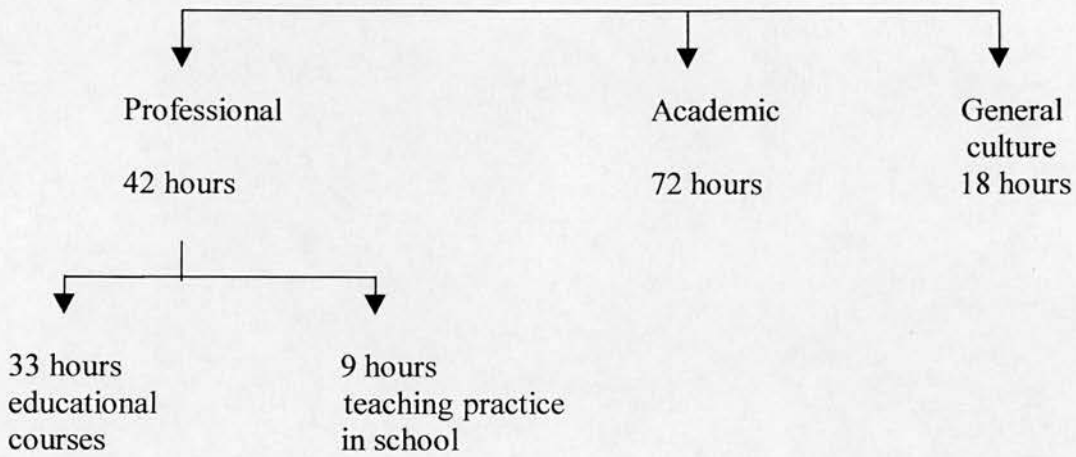 Professional
42 hours
Academic
72 hours
General
culture
18 hours
33 hours
educational
courses
9 hours
teaching practice
in school